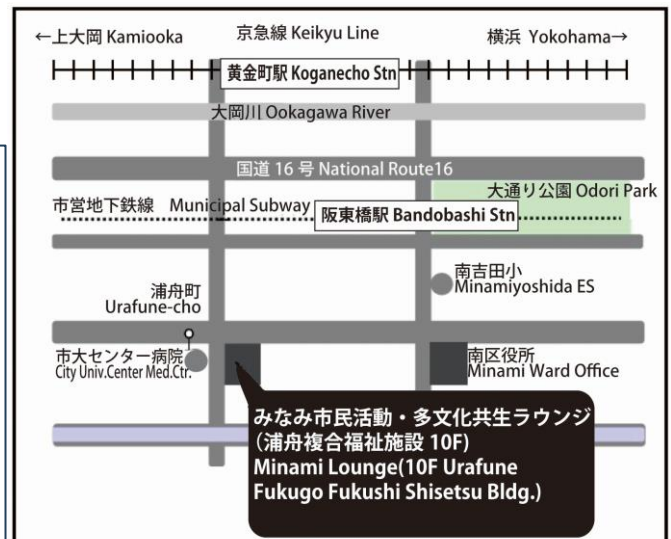 ←上大岡 Kamiooka
京急線 Keikyu Line
横浜 Yokohama→
黄金町駅 Koganecho Stn
大岡川 Ookagawa River
国道 16 号 National Route16
大通り公園 Odori Park
市営地下鉄線 Municipal Subway
阪東橋駅 Bandobashi Stn
南吉田小
Minamiyoshida ES
浦舟町
Urafune-cho
市大センター病院
City Univ.Center Med.Ctr.
南区役所
Minami Ward Office
みなみ市民活動・多文化共生ラウンジ
(浦舟複合福祉施設 10F)
Minami Lounge(10F Urafune
Fukugo Fukushi Shisetsu Bldg.)